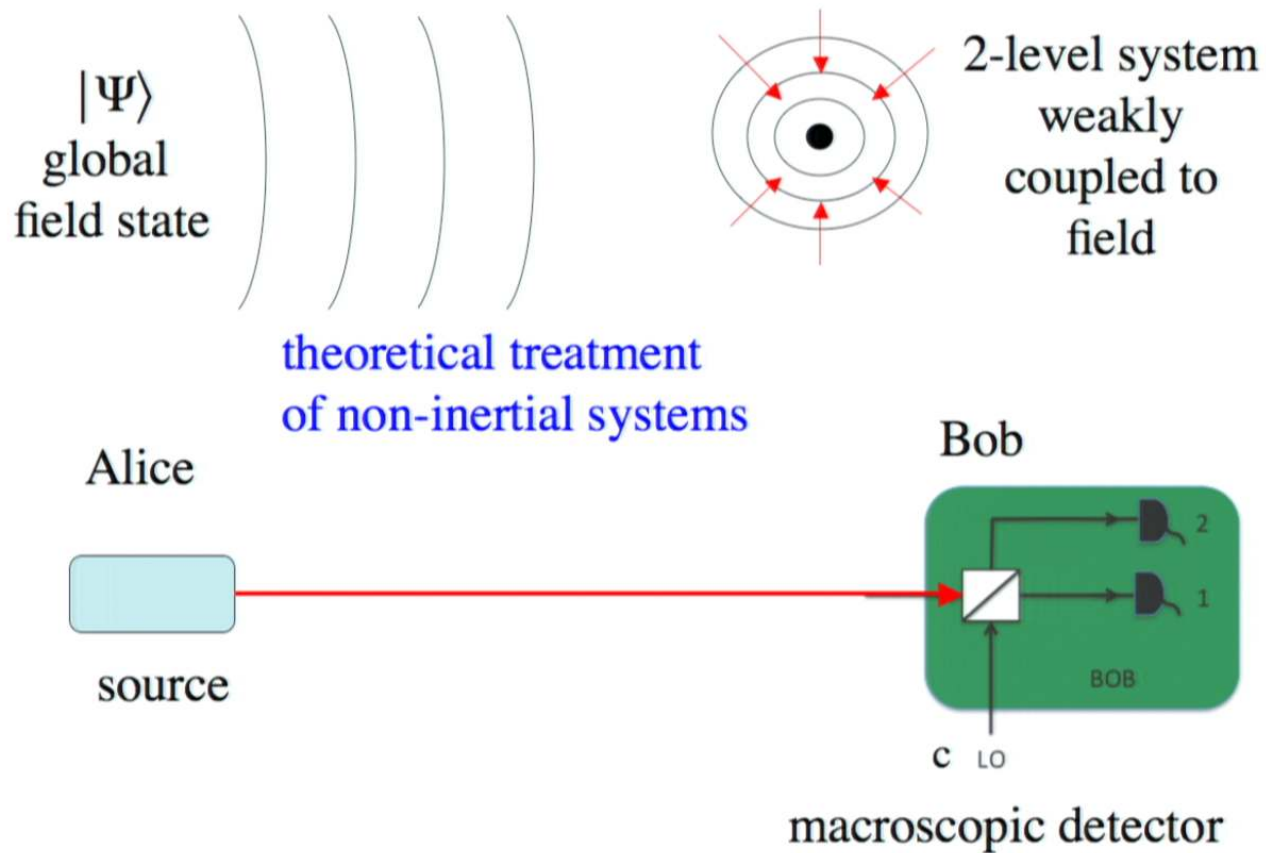 |Ψ⟩
global
field state
2-level system
weakly
coupled to
field
theoretical treatment
of non-inertial systems
Alice
source
Bob
2
1
BOB
c LO
macroscopic detector